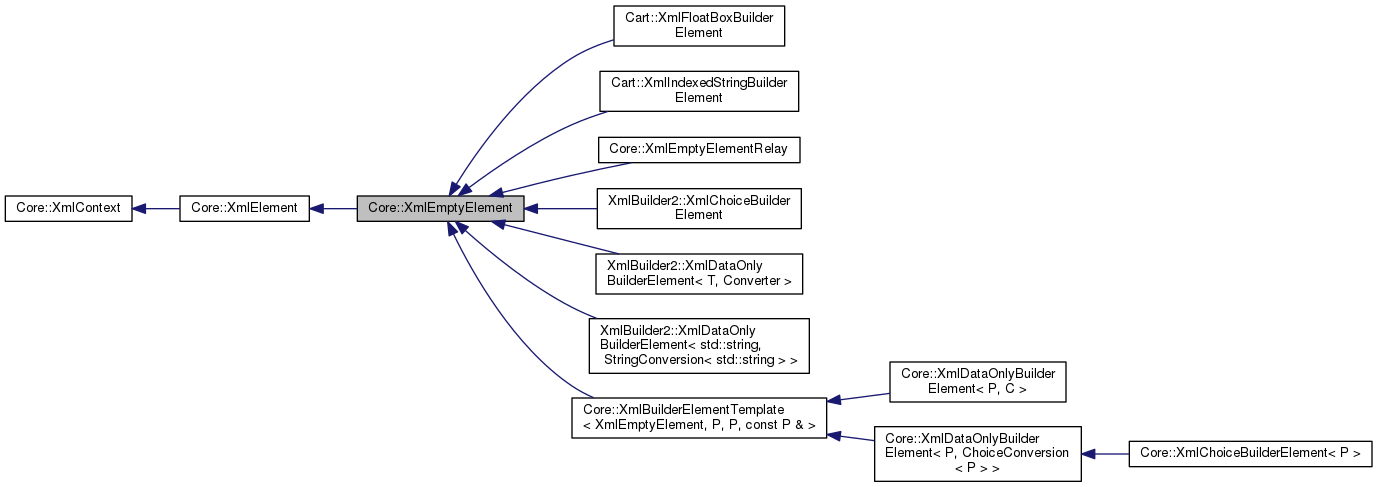 Cart::XmlFloatBoxBuilder
Element
Cart::XmlIndexedStringBuilder
Element
Core::XmlEmptyElementRelay
Core::XmlContext
Core::XmlElement
Core::XmlEmptyElement
XmlBuilder2::XmlChoiceBuilder
Element
XmlBuilder2::XmlDataOnly
BuilderElement< T, Converter >
XmlBuilder2::XmlDataOnly
BuilderElement< std::string,
StringConversion< std::string > >
Core::XmlBuilderElementTemplate
< XmlEmptyElement, P, P, const P & >
Core::XmlDataOnlyBuilder
Element< P, C >
Core::XmlDataOnlyBuilder
Element< P, ChoiceConversion
< P > >
Core::XmlChoiceBuilderElement< P >